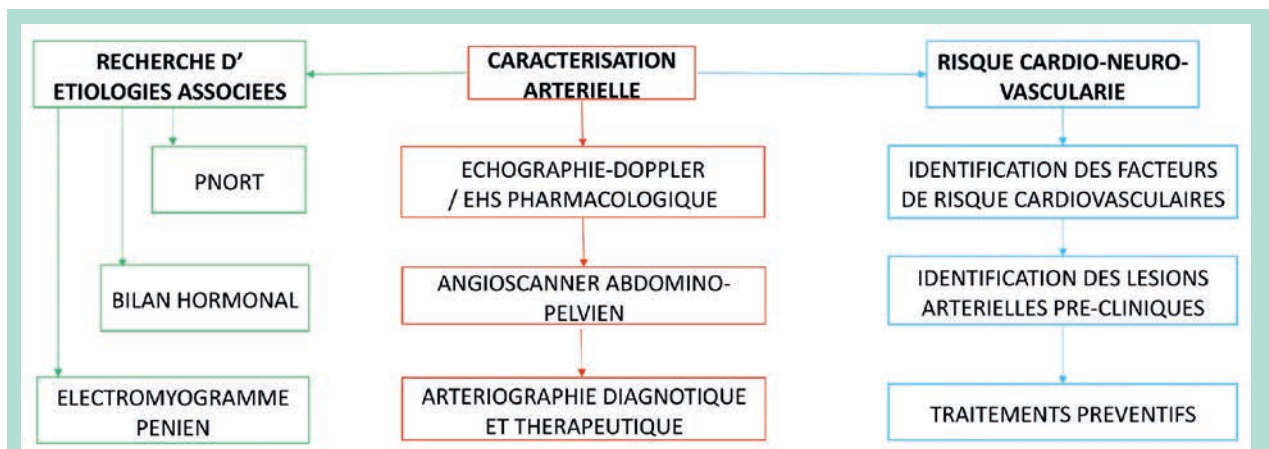 RECHERCHE D'
ETIOLOGIES ASSOCIEES
PNORT
BILAN HORMONAL
ELECTROMYOGRAMME
PENIEN
CARACTERISATION
ARTERIELLE
ECHOGRAPHIE-DOPPLER
/ EHS PHARMACOLOGIQUE
ANGIOSCANNER ABDOMINO-
PELVIEN
ARTERIOGRAPHIE DIAGNOTIQUE
ET THERAPEUTIQUE
RISQUE CARDIO-NEURO-
VASCULARIE
IDENTIFICATION DES FACTEURS
DE RISQUE CARDIOVASCULAIRES
IDENTIFICATION DES LESIONS
ARTERIELLES PRE-CLINIQUES
TRAITEMENTS PREVENTIFS